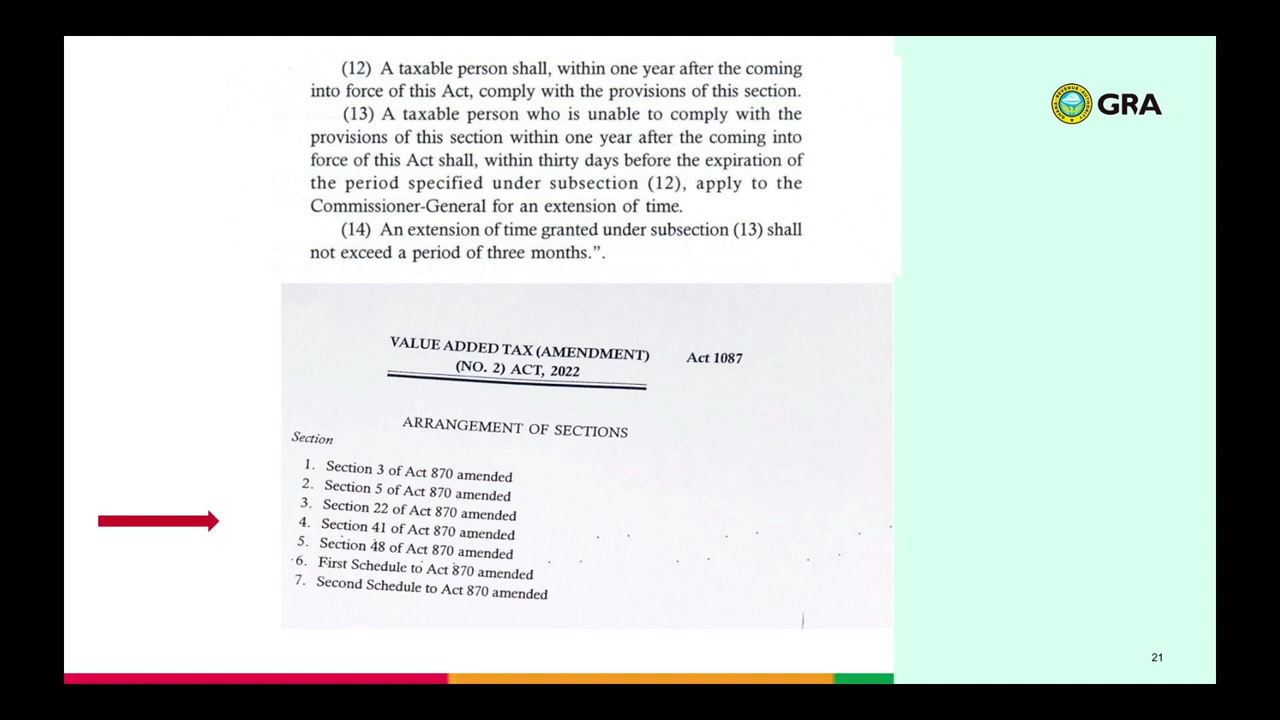 (12) A taxable person shall, within one year after the coming
into force of this Act, comply with the provisions of this section.
(13) A taxable person who is unable to comply with the
provisions of this section within one year after the coming into
force of this Act shall, within thirty days before the expiration of
the period specified under subsection (12), apply to the
Commissioner-General for an extension of time.
(14) An extension of time granted under subsection (13) shall
not exceed a period of three months.”.
GRA
VALUE ADDED TAX (AMENDMENT) Act 1087
(NO. 2) ACT, 2022
ARRANGEMENT OF SECTIONS
Section
1. Section 3 of Act 870 amended
2. Section 5 of Act 870 amended
3. Section 22 of Act 870 amended
4. Section 41 of Act 870 amended
5. Section 48 of Act 870 amended
6. First Schedule to Act 870 amended
7. Second Schedule to Act 870 amended
21